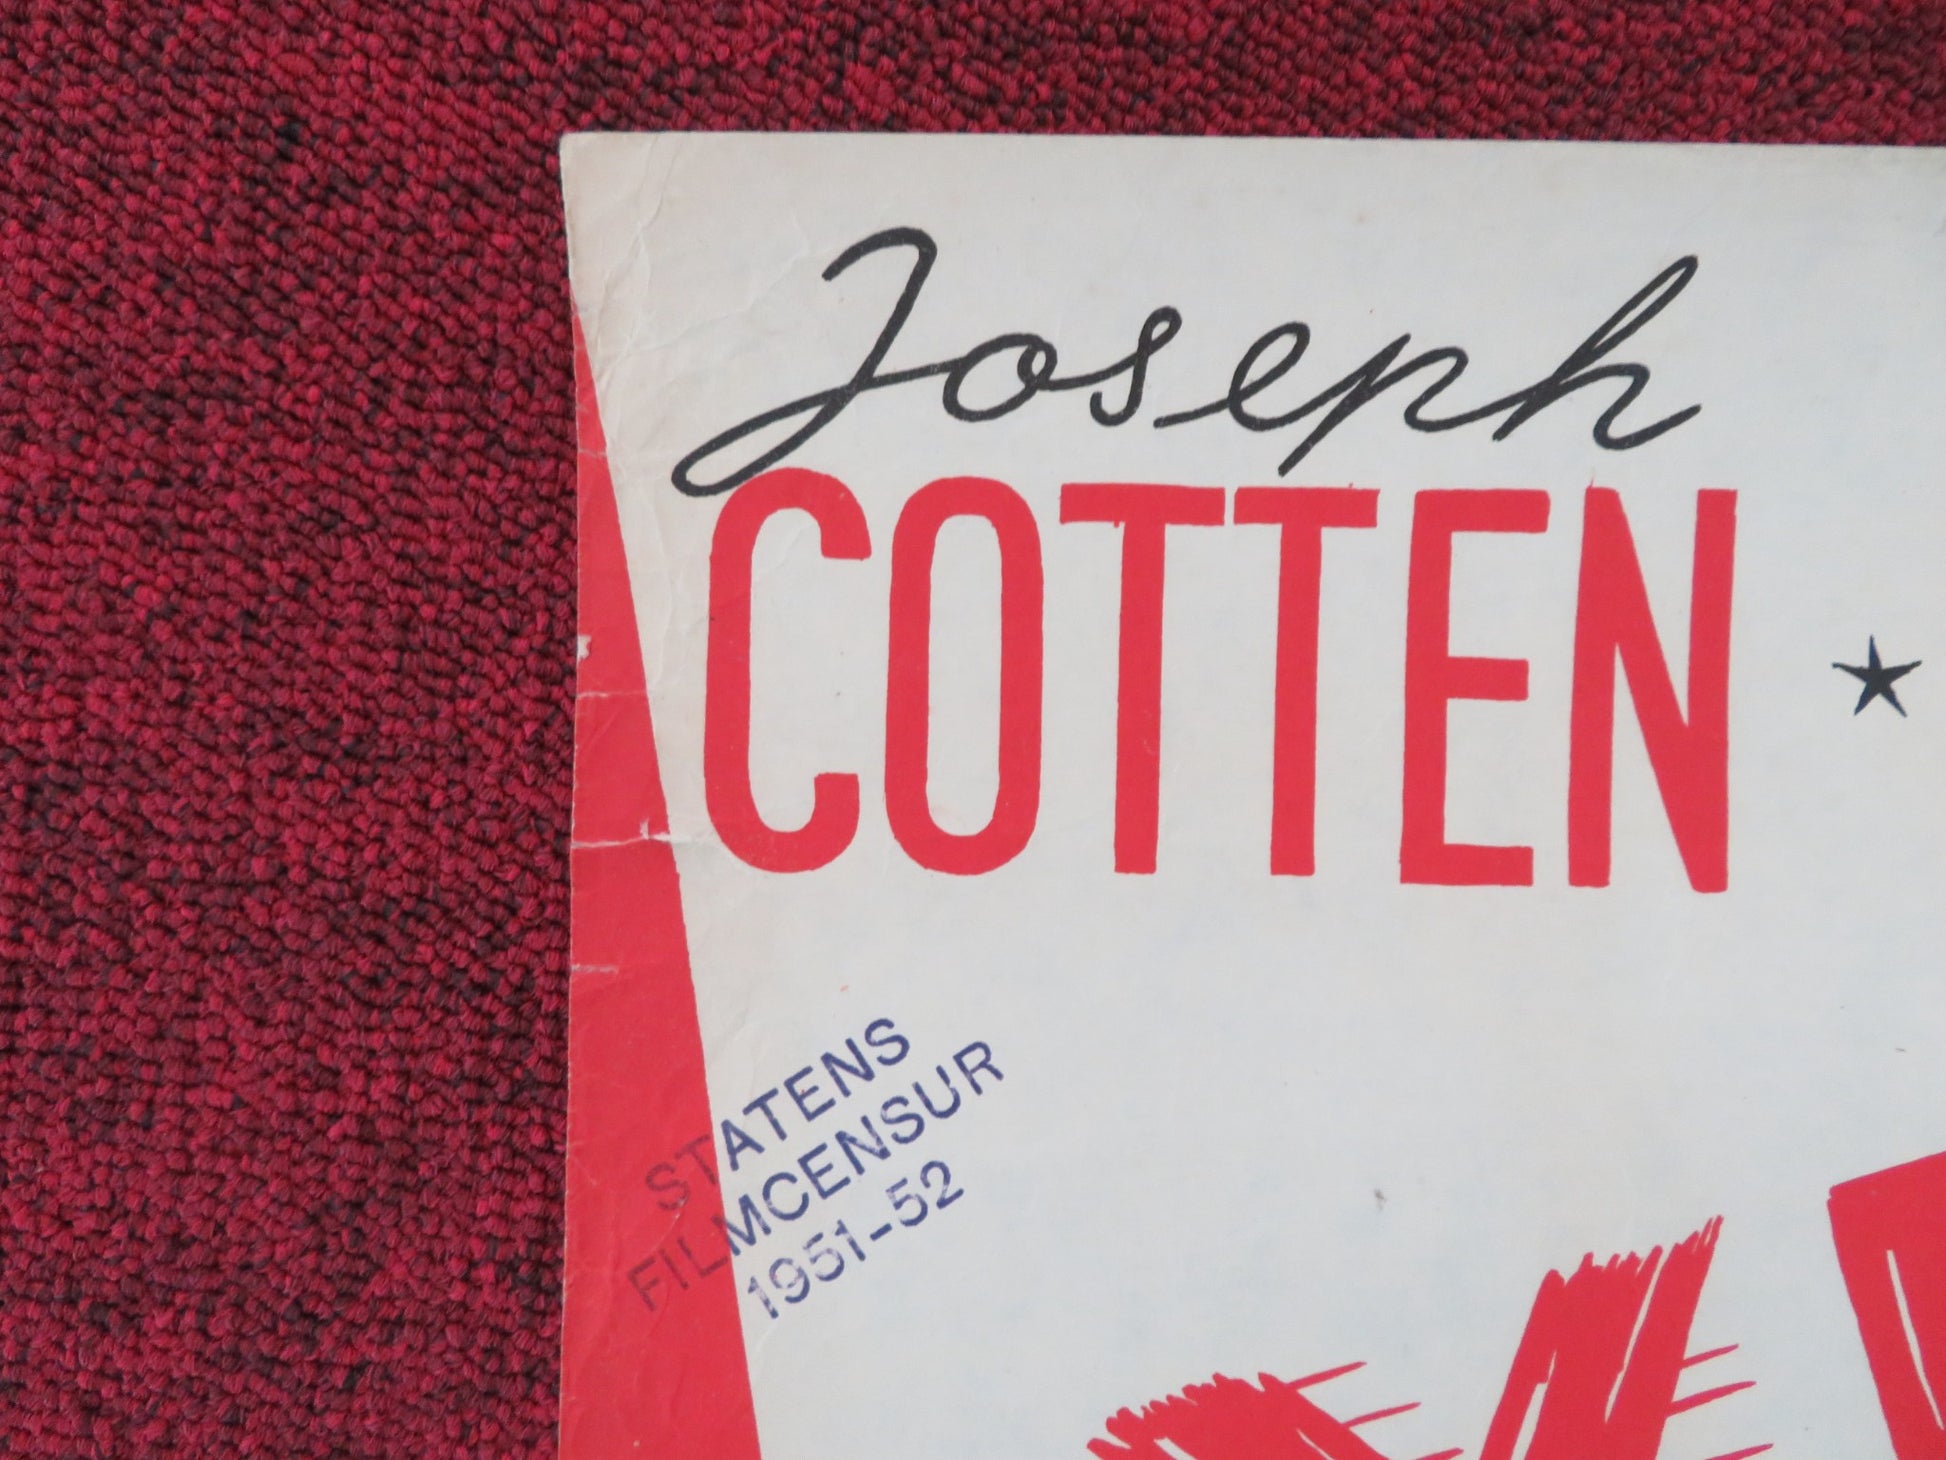 Joseph
COTTEN
STATENS
FILMCENSUR
1951-52